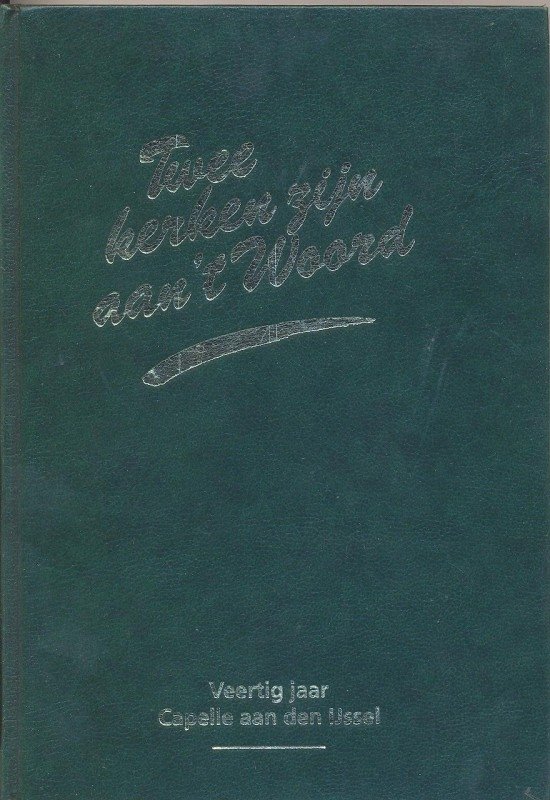 Twee
kerken zijn
aan 't Woord
Veertig jaar
Capelle aan den IJssel